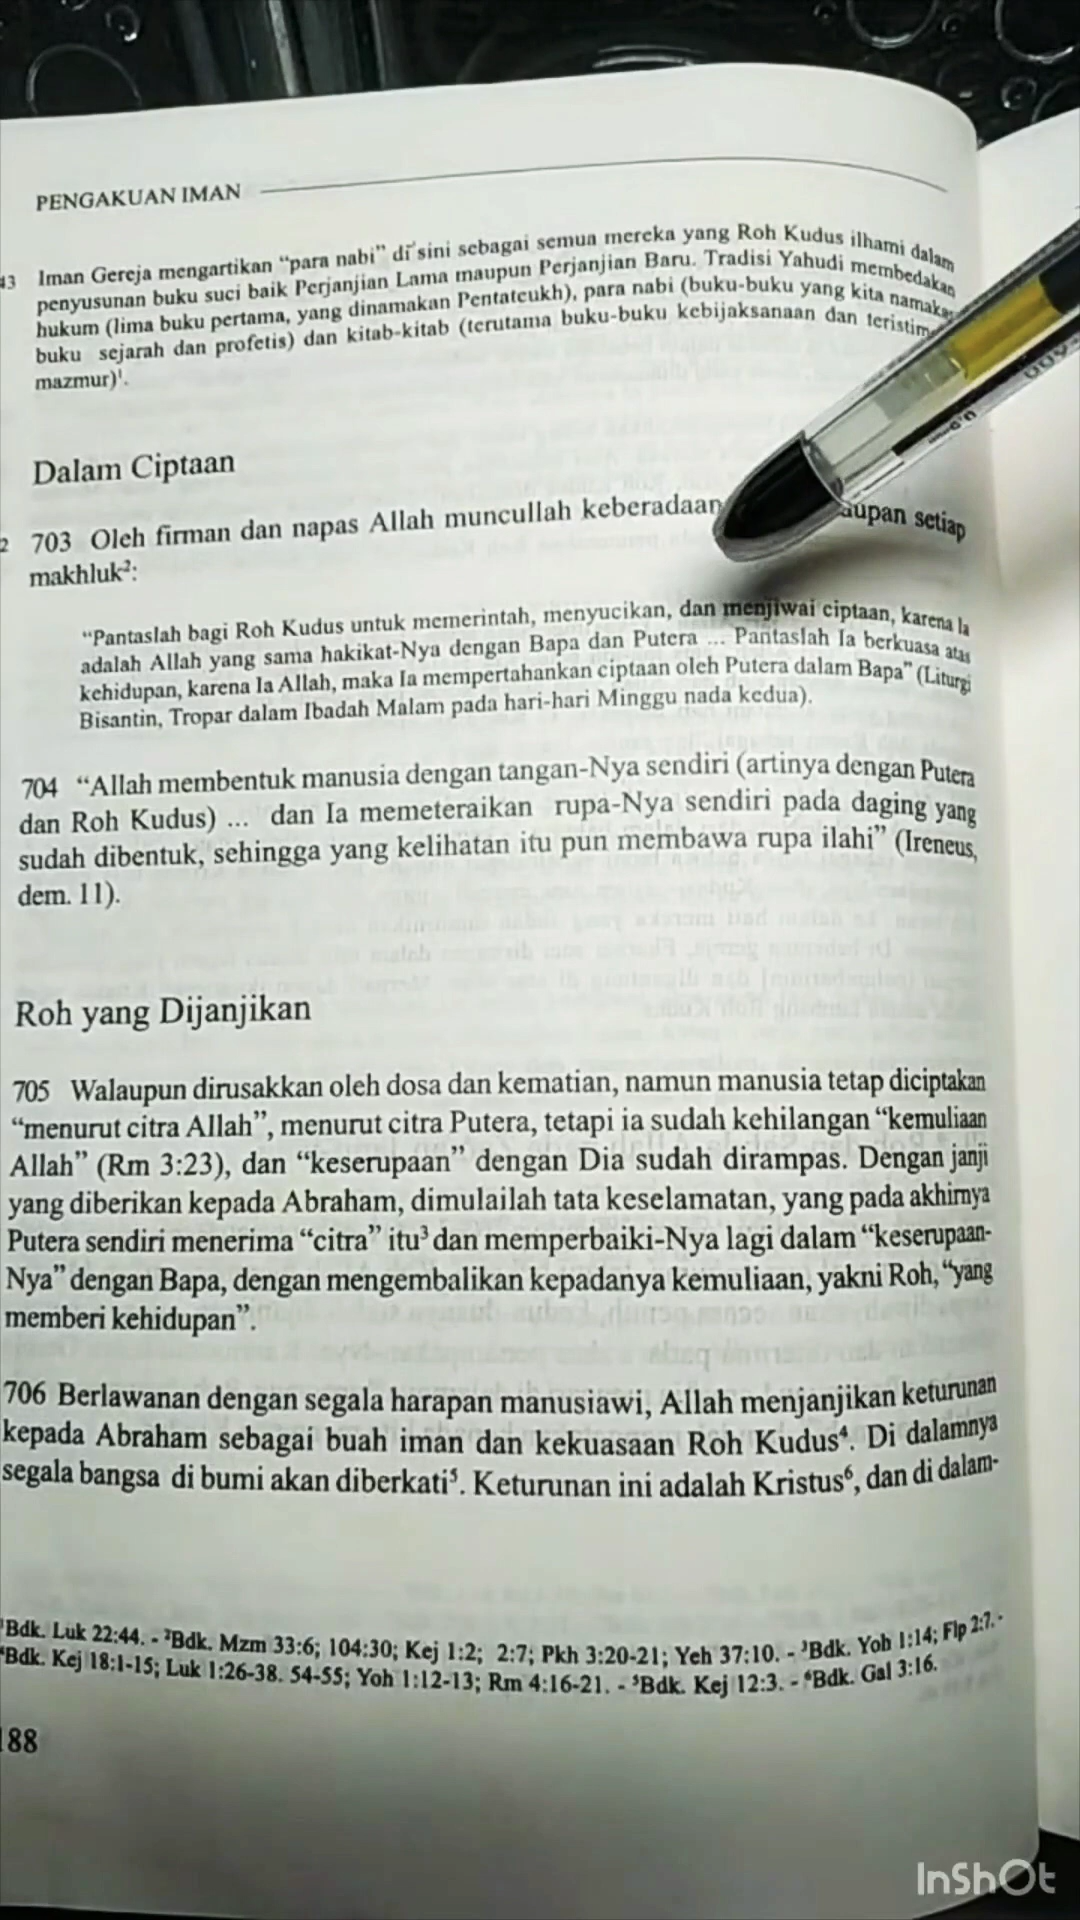 PENGAKUAN IMAN
43 Iman Gereja mengartikan “para nabi” di sini sebagai semua mereka yang Roh Kudus ilhami dalam
penyusunan buku suci baik Perjanjian Lama maupun Perjanjian Baru. Tradisi Yahudi membedakan
hukum (lima buku pertama, yang dinamakan Pentateukh), para nabi (buku-buku yang kita namakan
buku sejarah dan profetis) dan kitab-kitab (terutama buku-buku kebijaksanaan dan teristim
mazmur)¹.
Dalam Ciptaan
2 703 Oleh firman dan napas Allah muncullah keberadaan aupan setiap
makhluk²:
“Pantaslah bagi Roh Kudus untuk memerintah, menyucikan, dan menjiwai ciptaan, karena Ia
adalah Allah yang sama hakikat-Nya dengan Bapa dan Putera ... Pantaslah Ia berkuasa atas
kehidupan, karena Ia Allah, maka Ia mempertahankan ciptaan oleh Putera dalam Bapa” (Liturgi
Bisantin, Tropar dalam Ibadah Malam pada hari-hari Minggu nada kedua).
704 “Allah membentuk manusia dengan tangan-Nya sendiri (artinya dengan Putera
dan Roh Kudus) ... dan Ia memeteraikan rupa-Nya sendiri pada daging yang
sudah dibentuk, sehingga yang kelihatan itu pun membawa rupa ilahi” (Ireneus,
dem. 11).
Roh yang Dijanjikan
705 Walaupun dirusakkan oleh dosa dan kematian, namun manusia tetap diciptakan
“menurut citra Allah”, menurut citra Putera, tetapi ia sudah kehilangan “kemuliaan
Allah” (Rm 3:23), dan “keserupaan” dengan Dia sudah dirampas. Dengan janji
yang diberikan kepada Abraham, dimulailah tata keselamatan, yang pada akhirnya
Putera sendiri menerima “citra” itu³ dan memperbaiki-Nya lagi dalam “keserupaan-
Nya” dengan Bapa, dengan mengembalikan kepadanya kemuliaan, yakni Roh, “yang
memberi kehidupan”.
706 Berlawanan dengan segala harapan manusiawi, Allah menjanjikan keturunan
kepada Abraham sebagai buah iman dan kekuasaan Roh Kudus⁴. Di dalamnya
segala bangsa di bumi akan diberkati⁵. Keturunan ini adalah Kristus⁶, dan di dalam-
¹Bdk. Luk 22:44. - ²Bdk. Mzm 33:6; 104:30; Kej 1:2; 2:7; Pkh 3:20-21; Yeh 37:10. - ³Bdk. Yoh 1:14; Flp 2:7. -
⁴Bdk. Kej 18:1-15; Luk 1:26-38. 54-55; Yoh 1:12-13; Rm 4:16-21. - ⁵Bdk. Kej 12:3. - ⁶Bdk. Gal 3:16.
188
InShOt